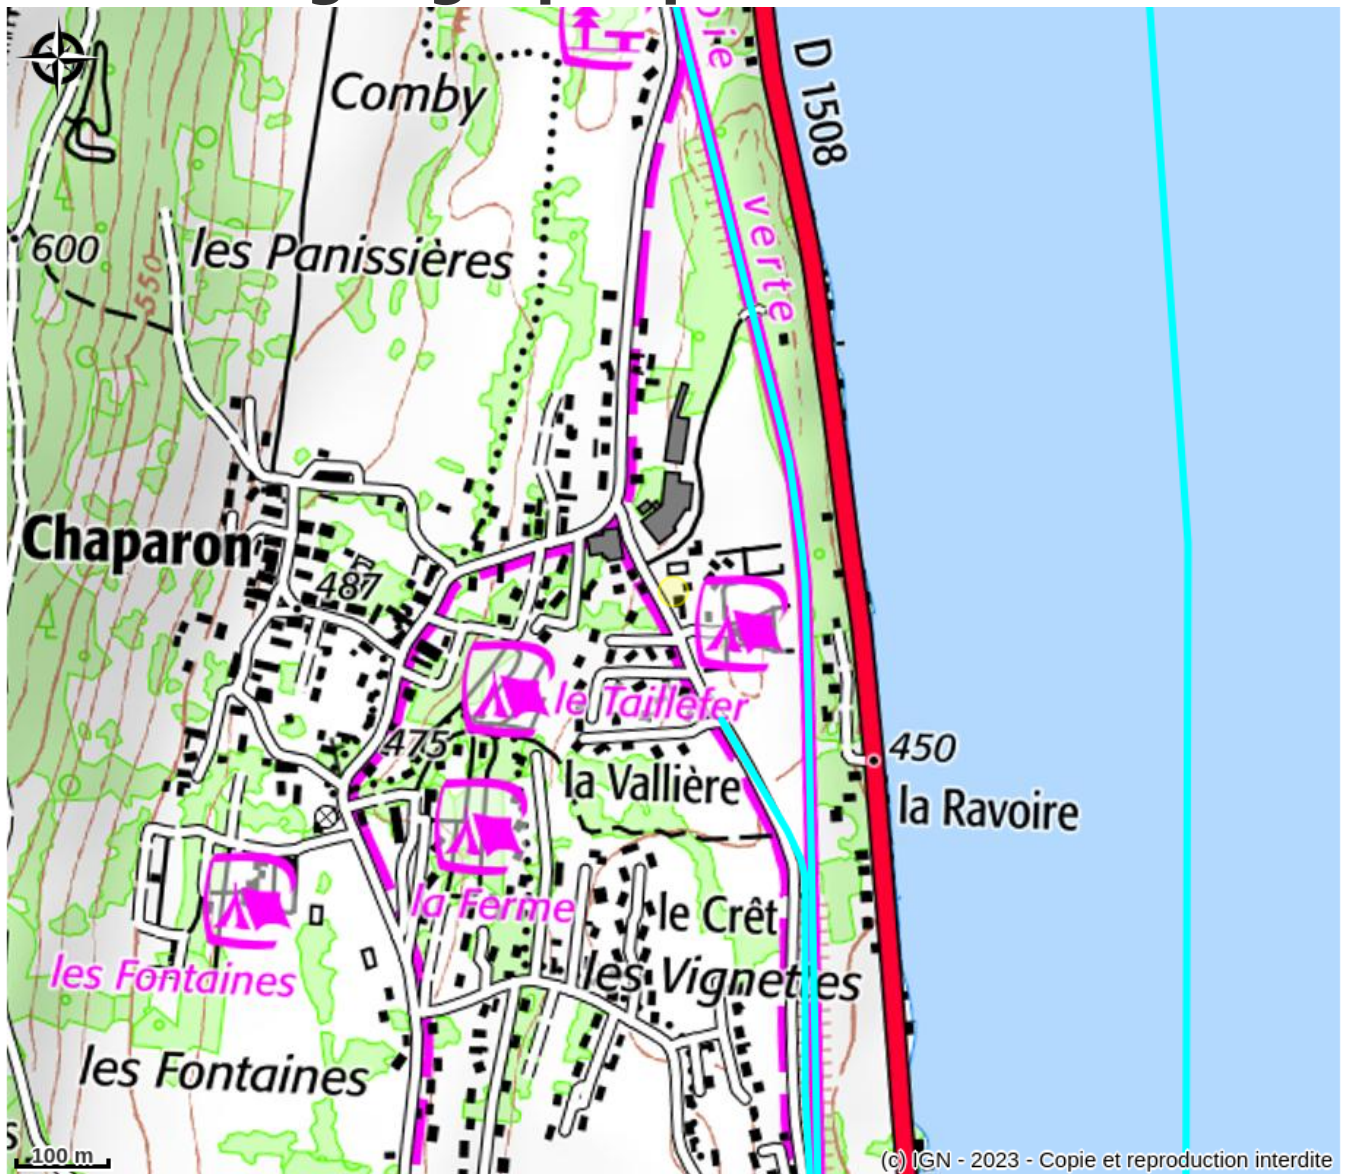 oie
D 1508
Comby
verte
600
les Panissières
550
Chaparon
487
le Taillefer
475
450
la Vallière
la Ravoire
la Ferme
le Crêt
les Fontaines
les Vignettes
les Fontaines
s
100 m
(c) IGN - 2023 - Copie et reproduction interdite